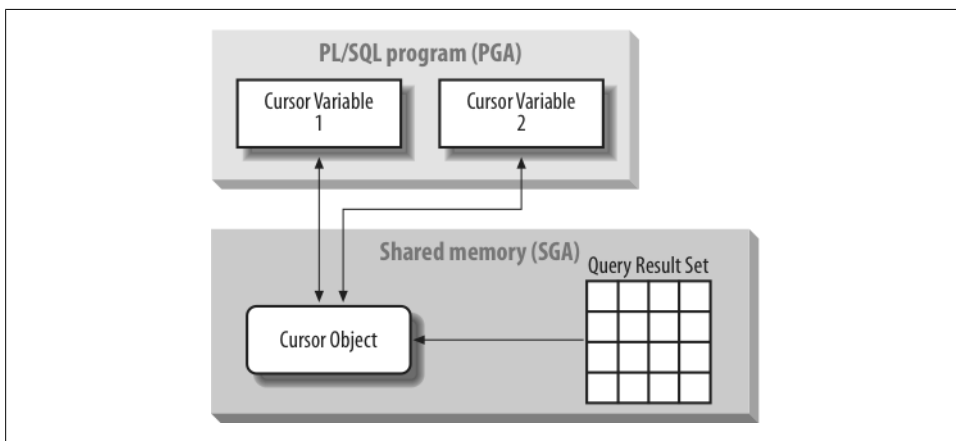 PL/SQL program (PGA)
Cursor Variable
1
Cursor Variable
2
Shared memory (SGA)
Query Result Set
Cursor Object